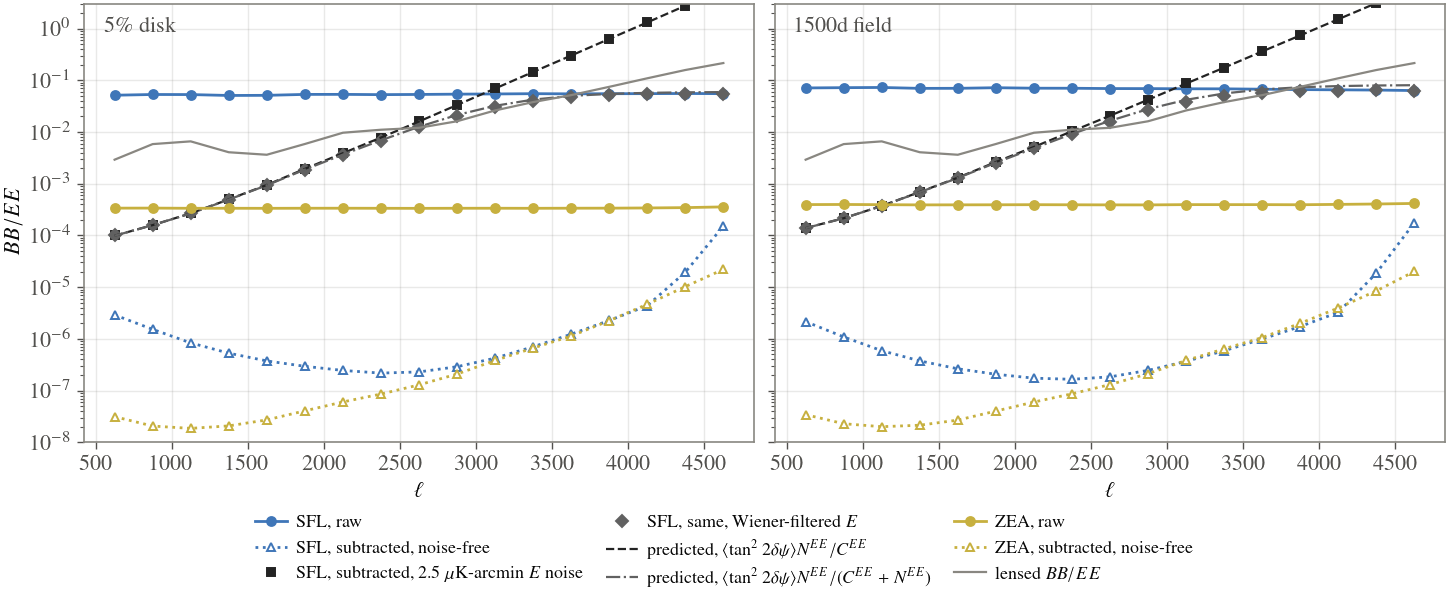 5% disk
1500d field
BB/EE
10⁰
10⁻¹
10⁻²
10⁻³
10⁻⁴
10⁻⁵
10⁻⁶
10⁻⁷
10⁻⁸
500 1000 1500 2000 2500 3000 3500 4000 4500
500 1000 1500 2000 2500 3000 3500 4000 4500
ℓ
ℓ
SFL, raw
SFL, subtracted, noise-free
SFL, subtracted, 2.5 μK-arcmin E noise
SFL, same, Wiener-filtered E
predicted, ⟨tan² 2δψ⟩N^{EE}/C^{EE}
predicted, ⟨tan² 2δψ⟩N^{EE}/(C^{EE} + N^{EE})
ZEA, raw
ZEA, subtracted, noise-free
lensed BB/EE